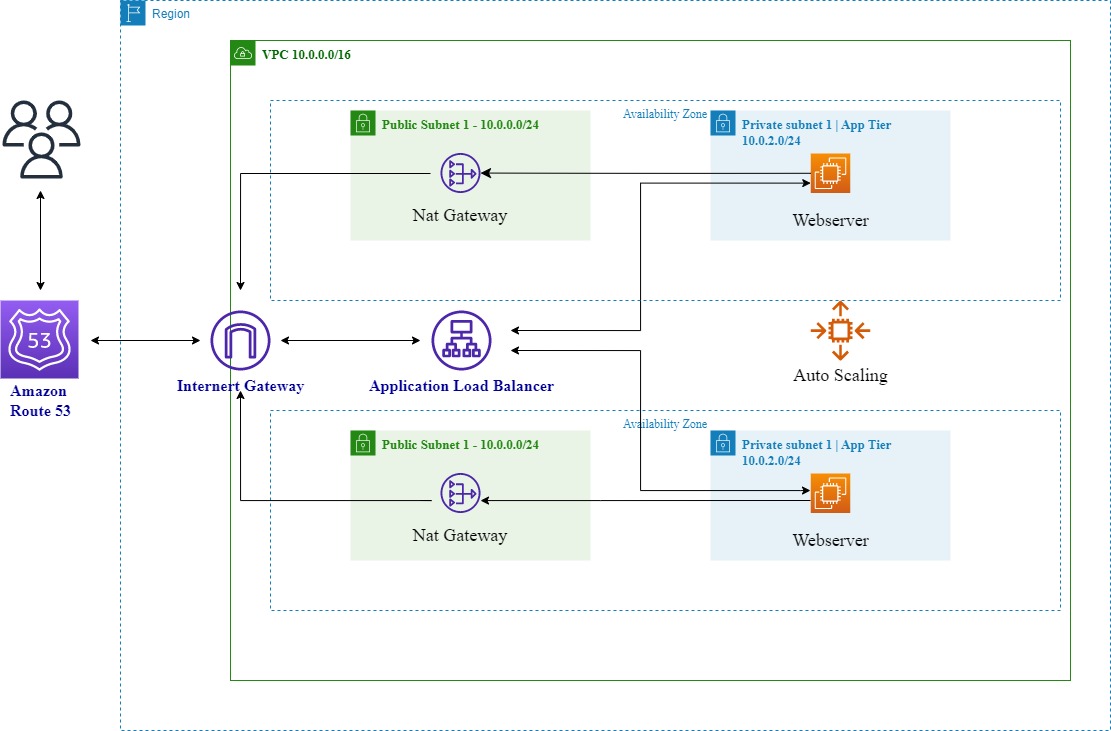 Region
VPC 10.0.0.0/16
Availability Zone
Public Subnet 1 - 10.0.0.0/24
Private subnet 1 | App Tier
10.0.2.0/24
Nat Gateway
Webserver
53
Amazon
Route 53
Internert Gateway
Application Load Balancer
Auto Scaling
Availability Zone
Public Subnet 1 - 10.0.0.0/24
Private subnet 1 | App Tier
10.0.2.0/24
Nat Gateway
Webserver